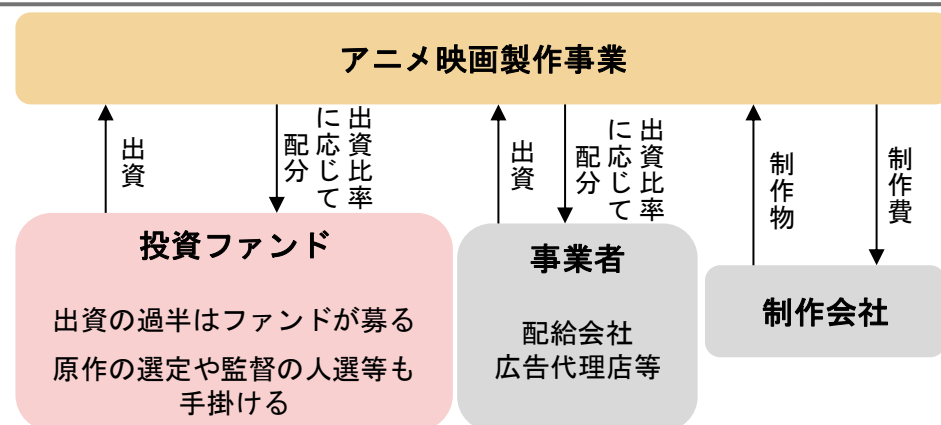 アニメ映画製作事業
出資
出資比率
に応じて
配分
出資
出資比率
に応じて
配分
制作物
制作費
投資ファンド
出資の過半はファンドが募る
原作の選定や監督の人選等も
手掛ける
事業者
配給会社
広告代理店等
制作会社